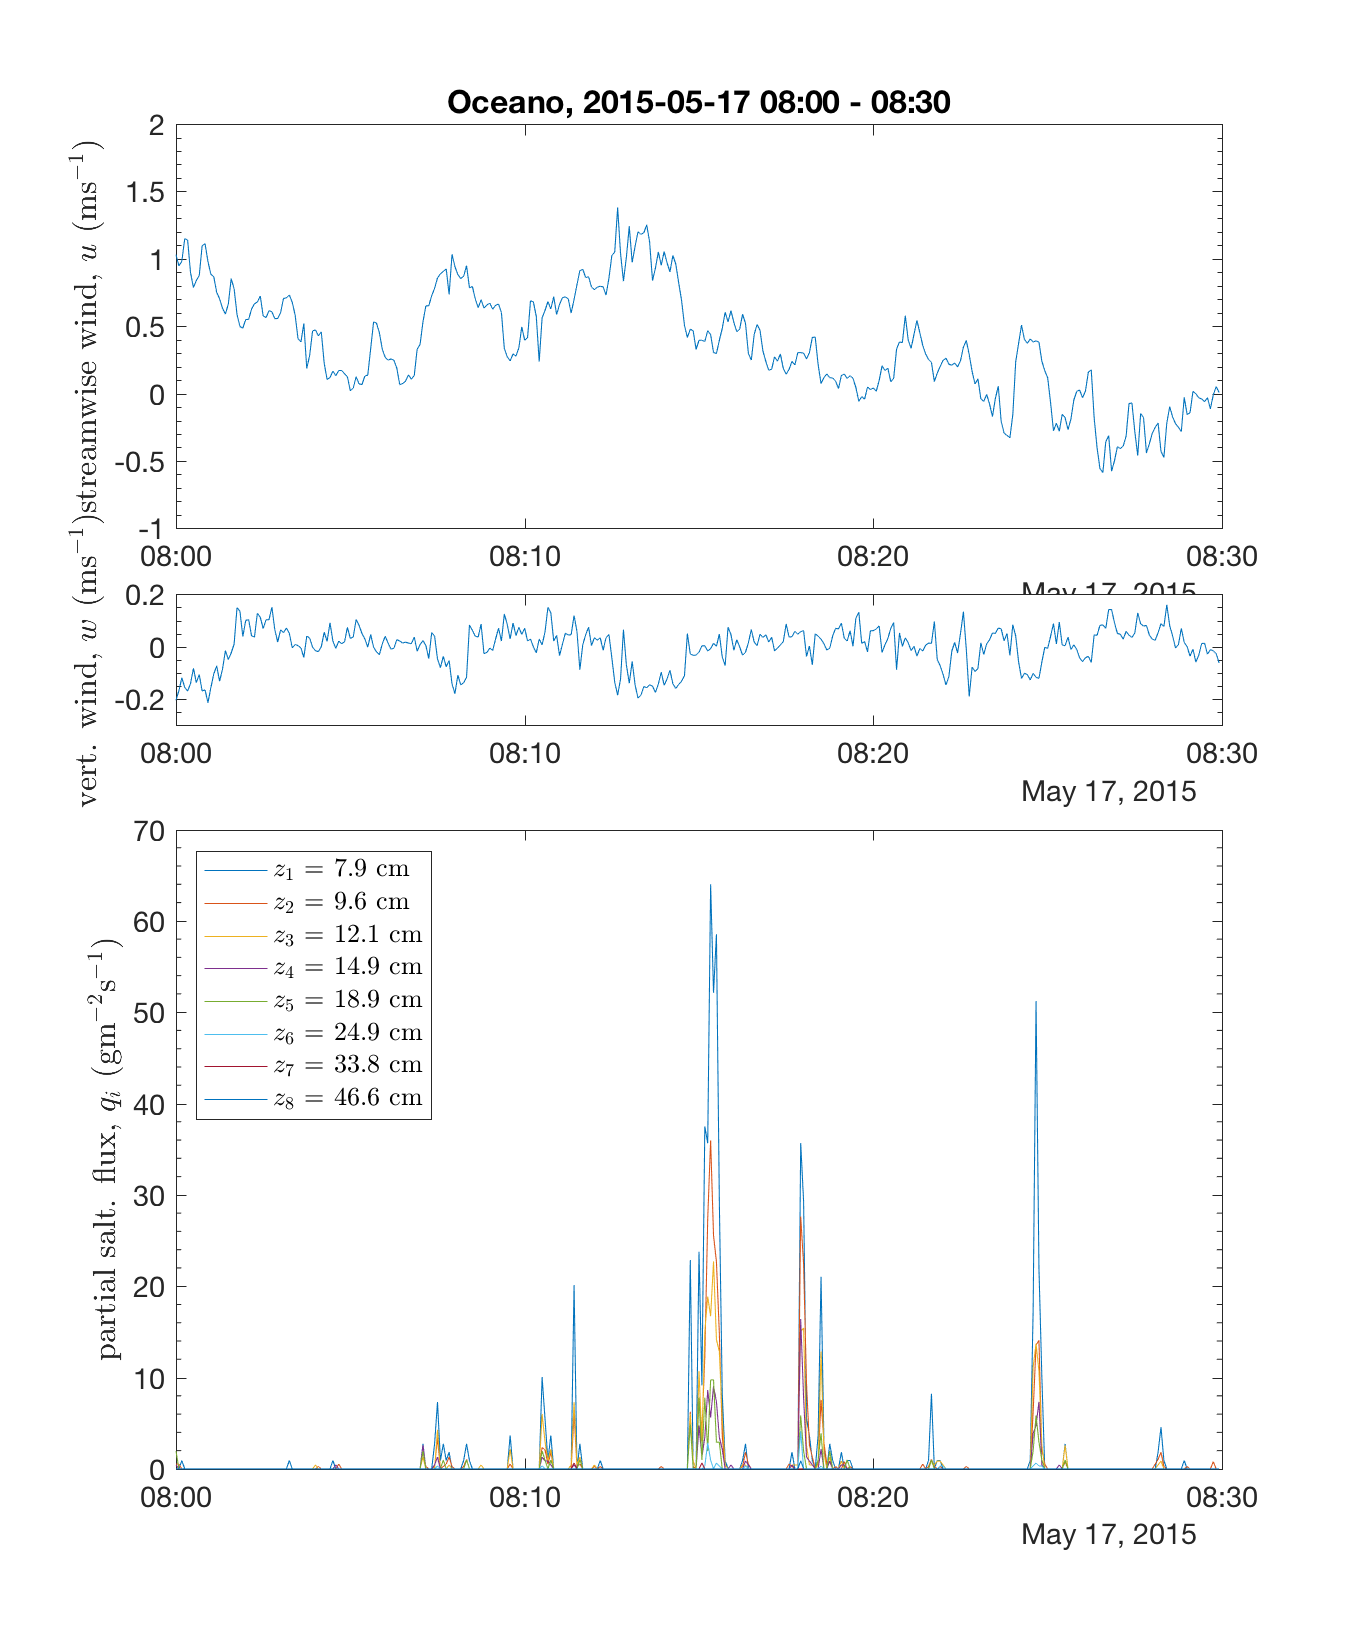 Oceano, 2015-05-17 08:00 - 08:30
streamwise wind, u (ms⁻¹)
2
1.5
1
0.5
0
-0.5
-1
08:00 08:10 08:20 08:30
May 17, 2015
vert. wind, w (ms⁻¹)
0.2
0
-0.2
08:00 08:10 08:20 08:30
May 17, 2015
partial salt. flux, qᵢ (gm⁻²s⁻¹)
70
60
50
40
30
20
10
0
z₁ = 7.9 cm
z₂ = 9.6 cm
z₃ = 12.1 cm
z₄ = 14.9 cm
z₅ = 18.9 cm
z₆ = 24.9 cm
z₇ = 33.8 cm
z₈ = 46.6 cm
08:00 08:10 08:20 08:30
May 17, 2015